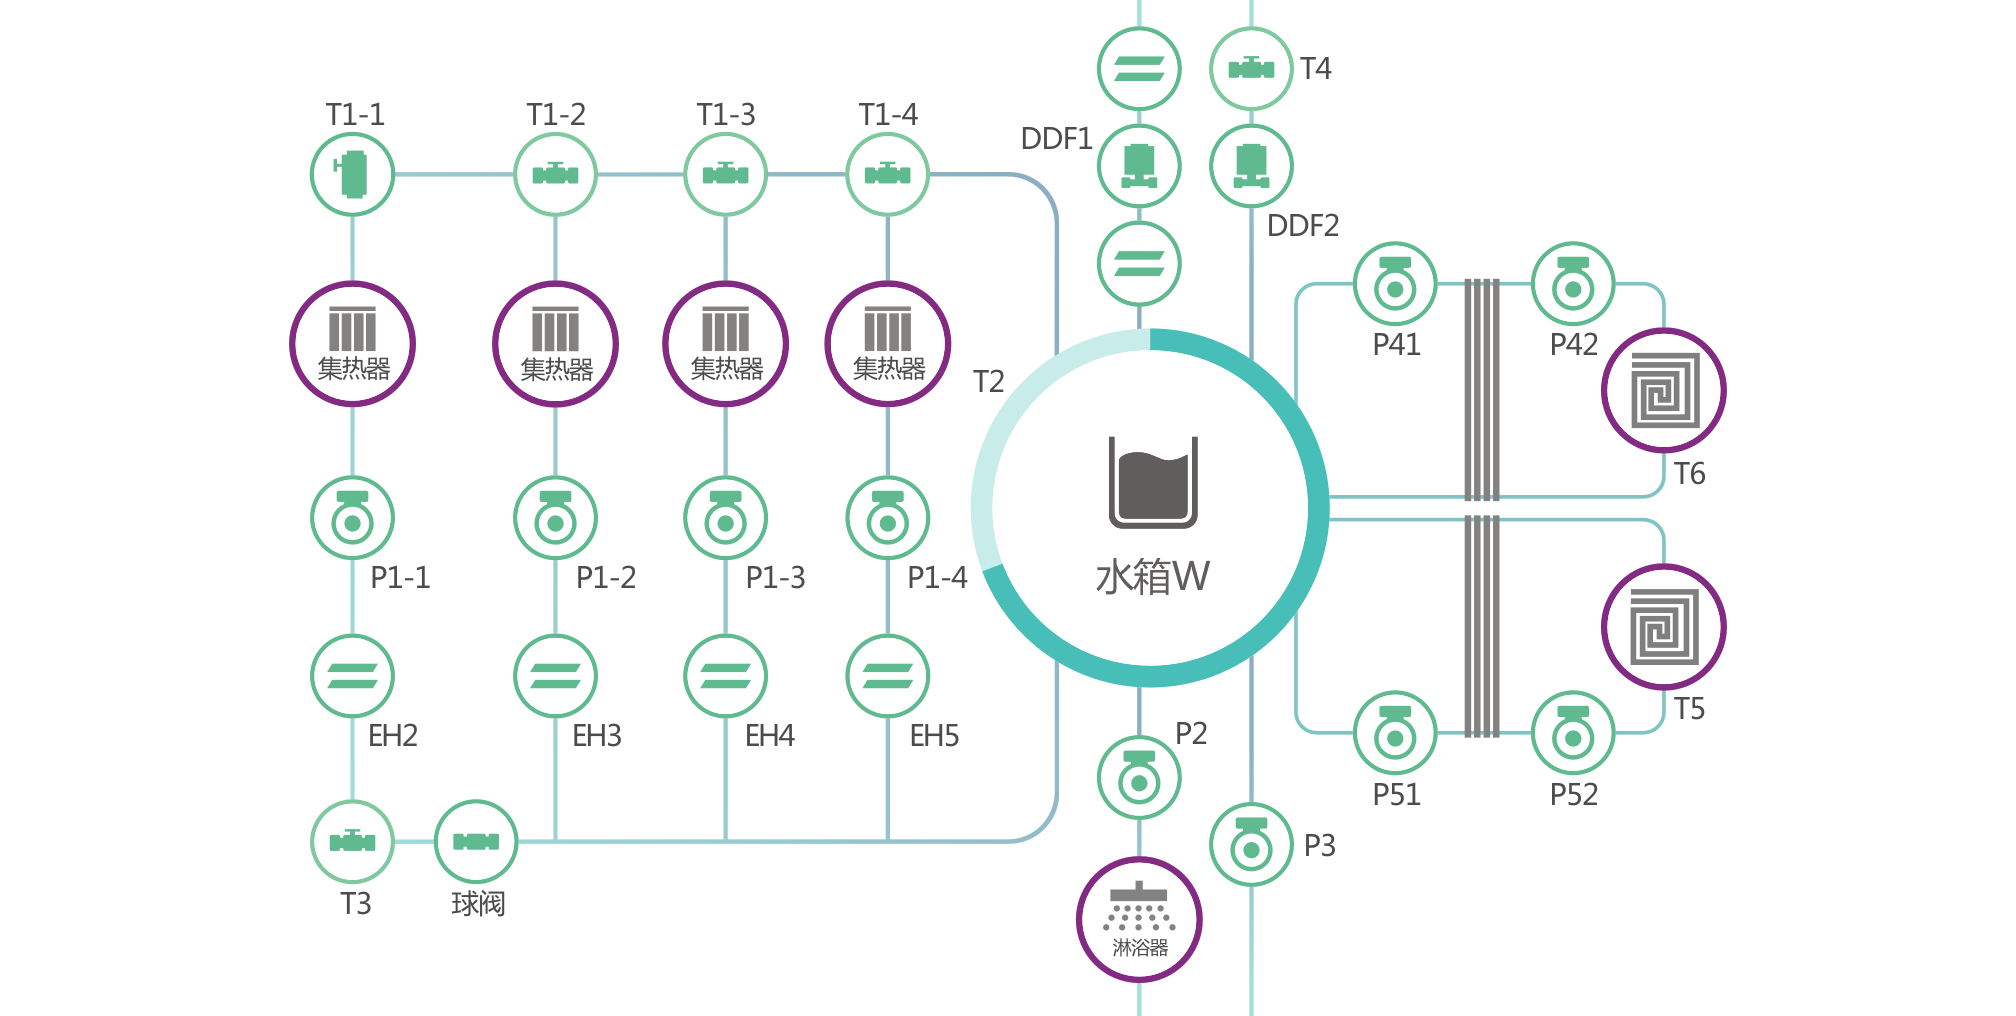 T1-1
T1-2
T1-3
T1-4
DDF1
T4
DDF2
集热器
集热器
集热器
集热器
T2
P41
P42
T6
水箱W
P1-1
P1-2
P1-3
P1-4
EH2
EH3
EH4
EH5
P2
T5
P51
P52
P3
T3
球阀
淋浴器